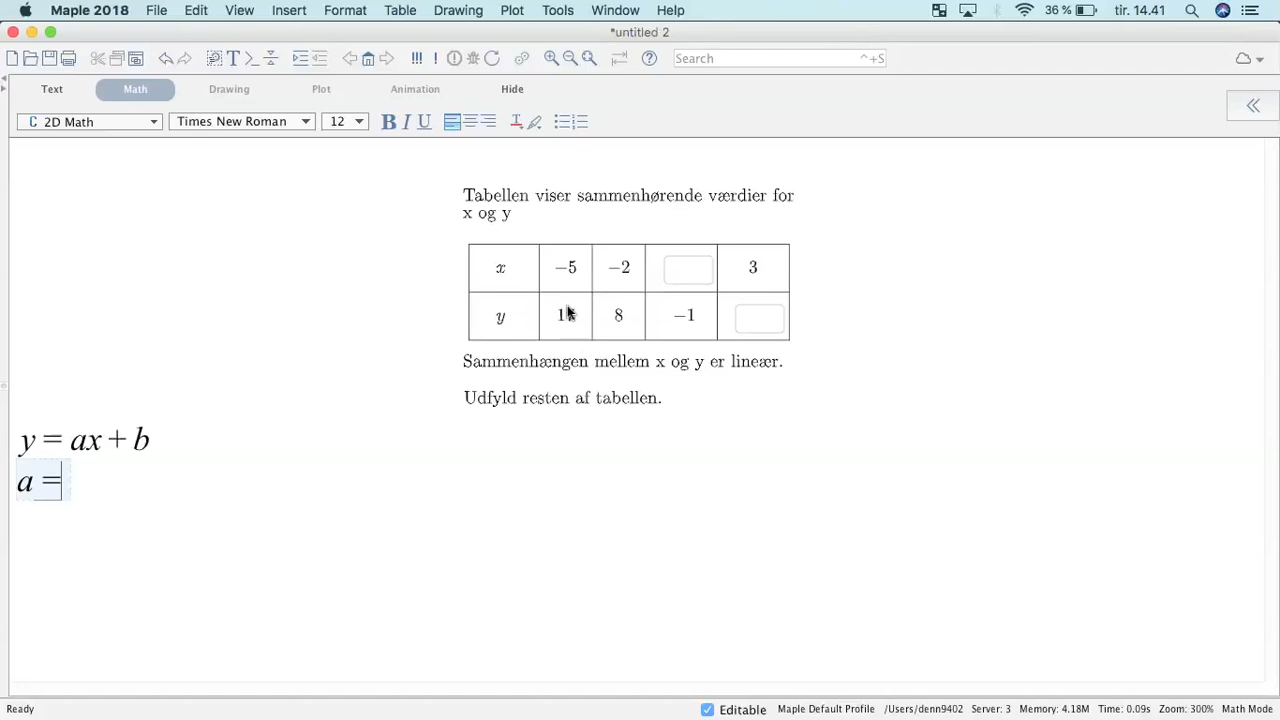 Maple 2018 File Edit View Insert Format Table Drawing Plot Tools Window Help 36 % tir. 14.41
*untitled 2
Search ^+S
Text Math Drawing Plot Animation Hide
C 2D Math Times New Roman 12 B I U
Tabellen viser sammenhørende værdier for
x og y
x −5 −2 3
y 8 −1
Sammenhængen mellem x og y er lineær.
Udfyld resten af tabellen.
y = ax + b
a =
Ready Editable Maple Default Profile /Users/denn9402 Server: 3 Memory: 4.18M Time: 0.09s Zoom: 300% Math Mode